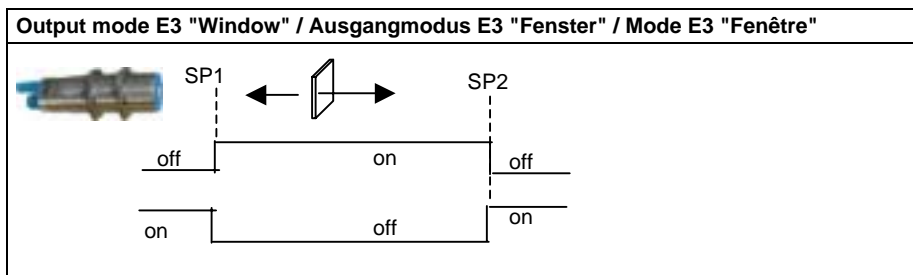 Output mode E3 "Window" / Ausgangmodus E3 "Fenster" / Mode E3 "Fenêtre"
SP1
SP2
off
on
off
on
off
on